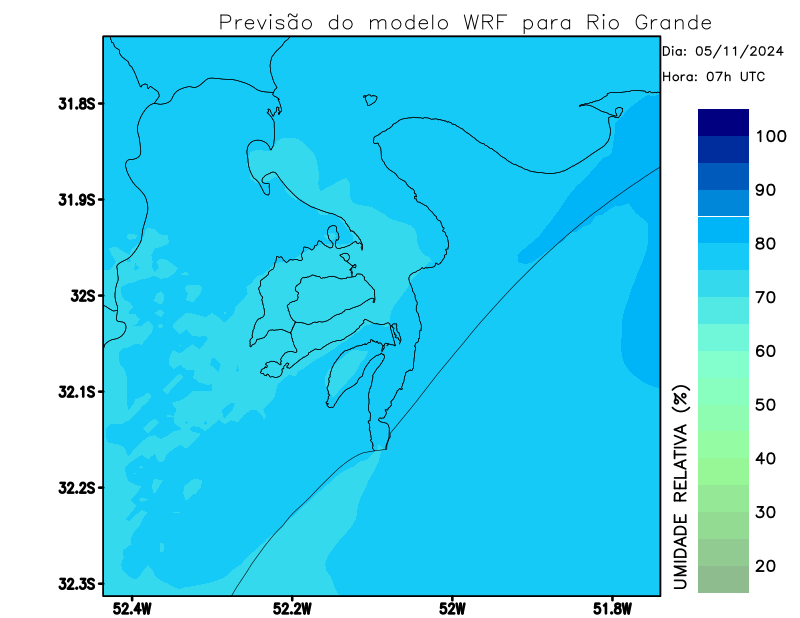 Previsão do modelo WRF para Rio Grande
Dia: 05/11/2024
Hora: 07h UTC
31.8S
31.9S
32S
32.1S
32.2S
32.3S
52.4W
52.2W
52W
51.8W
100
90
80
70
60
50
40
30
20
UMIDADE RELATIVA (%)